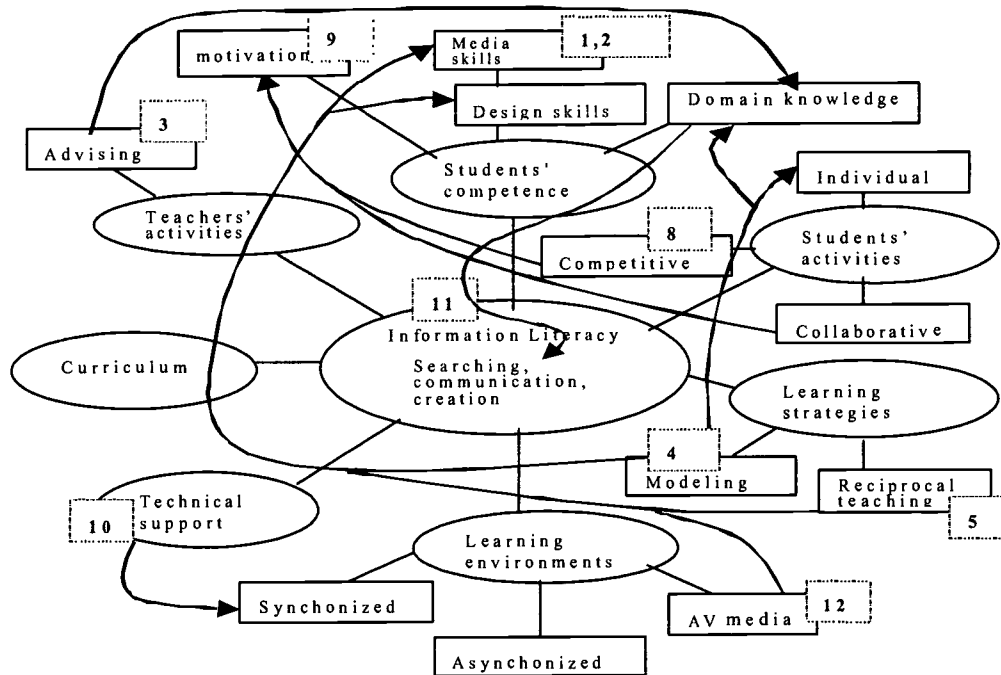 9
motivation
Media
skills
1,2
Design skills
Domain knowledge
3
Advising
Students'
competence
Individual
Teachers'
activities
8
Competitive
Students'
activities
11
Information Literacy
Searching,
communication,
creation
Collaborative
Curriculum
Learning
strategies
4
Modeling
Reciprocal
teaching
5
10
Technical
support
Learning
environments
Synchonized
AV media
12
Asynchonized